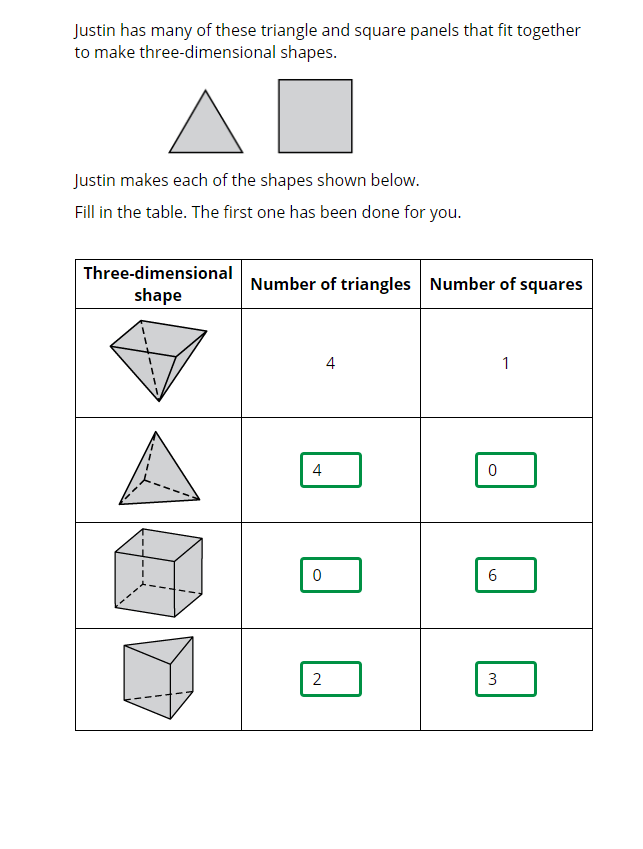 Justin has many of these triangle and square panels that fit together
to make three-dimensional shapes.
Justin makes each of the shapes shown below.
Fill in the table. The first one has been done for you.
Three-dimensional
shape
Number of triangles
Number of squares
4
1
4
0
0
6
2
3